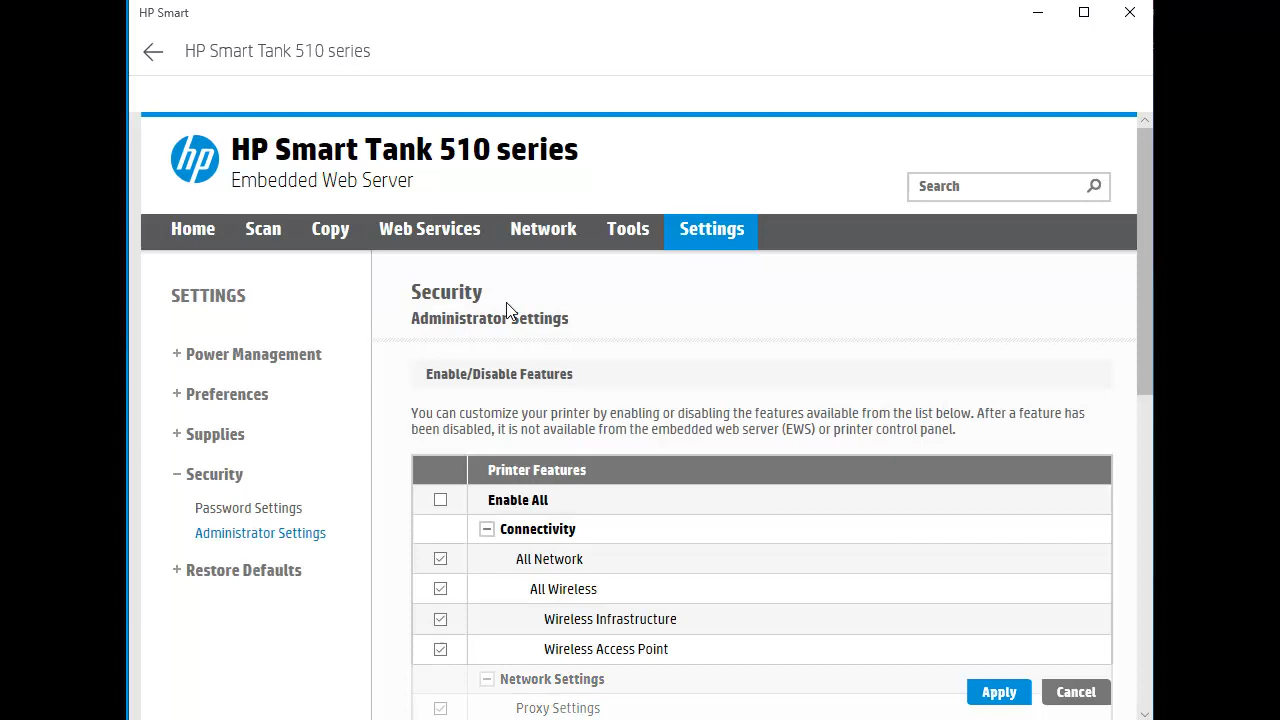 HP Smart
HP Smart Tank 510 series
hp
HP Smart Tank 510 series
Embedded Web Server
Search
Home Scan Copy Web Services Network Tools Settings
SETTINGS
+ Power Management
+ Preferences
+ Supplies
− Security
Password Settings
Administrator Settings
+ Restore Defaults
Security
Administrator Settings
Enable/Disable Features
You can customize your printer by enabling or disabling the features available from the list below. After a feature has
been disabled, it is not available from the embedded web server (EWS) or printer control panel.
Printer Features
Enable All
Connectivity
All Network
All Wireless
Wireless Infrastructure
Wireless Access Point
Network Settings
Proxy Settings
Apply Cancel